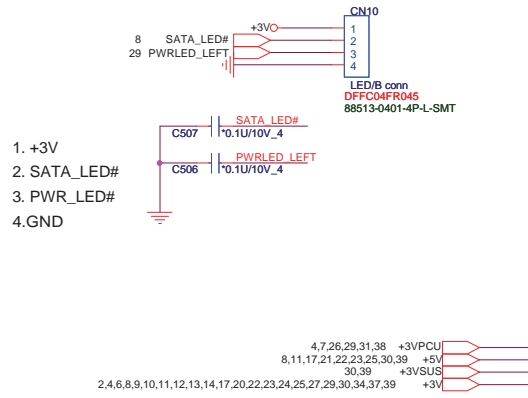 CN10
+3V
1
8 SATA_LED# 2
29 PWRLED_LEFT 3
4
LED/B conn
DFFC04FR045
88513-0401-4P-L-SMT
SATA_LED#
C507 *0.1U/10V_4
PWRLED_LEFT
C506 *0.1U/10V_4
1. +3V
2. SATA_LED#
3. PWR_LED#
4.GND
4,7,26,29,31,38 +3VPCU
8,11,17,21,22,23,25,30,39 +5V
30,39 +3VSUS
2,4,6,8,9,10,11,12,13,14,17,20,22,23,24,25,27,29,30,34,37,39 +3V